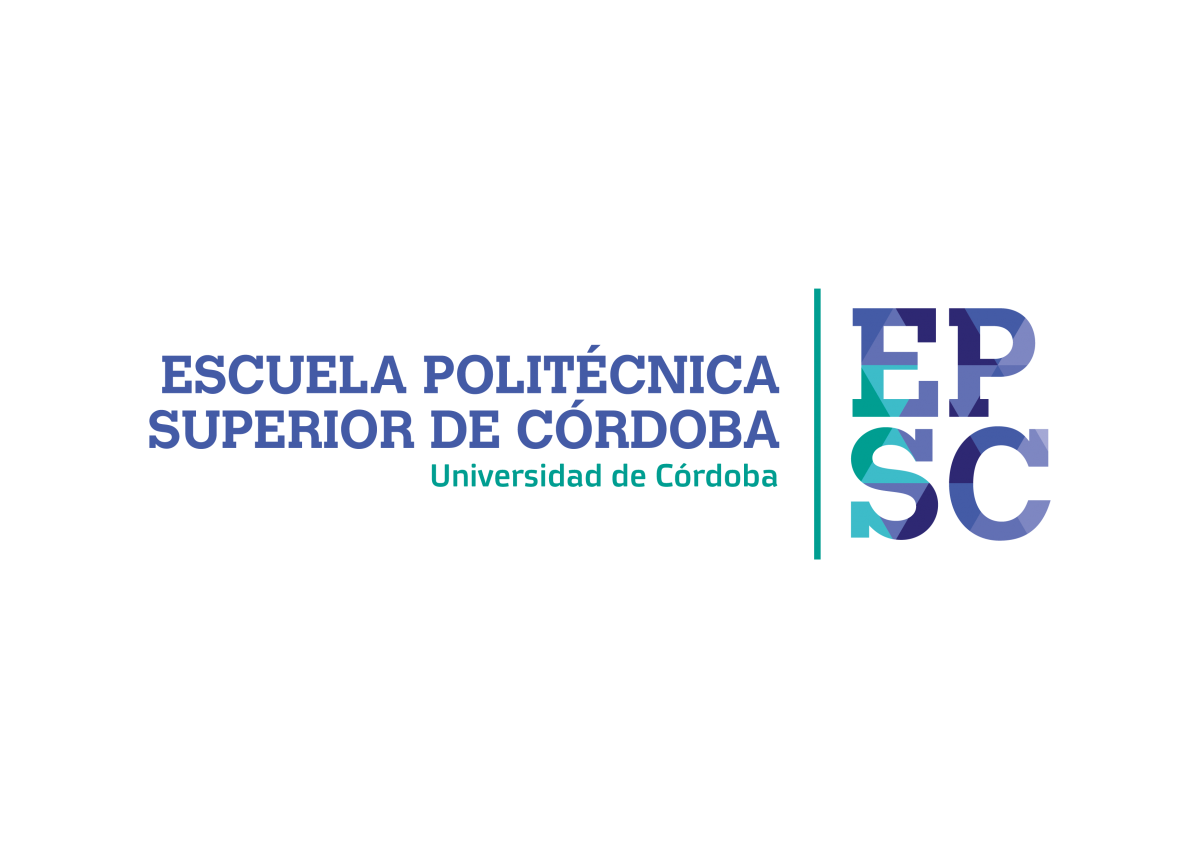 ESCUELA POLITÉCNICA
SUPERIOR DE CÓRDOBA
Universidad de Córdoba
EP
SC